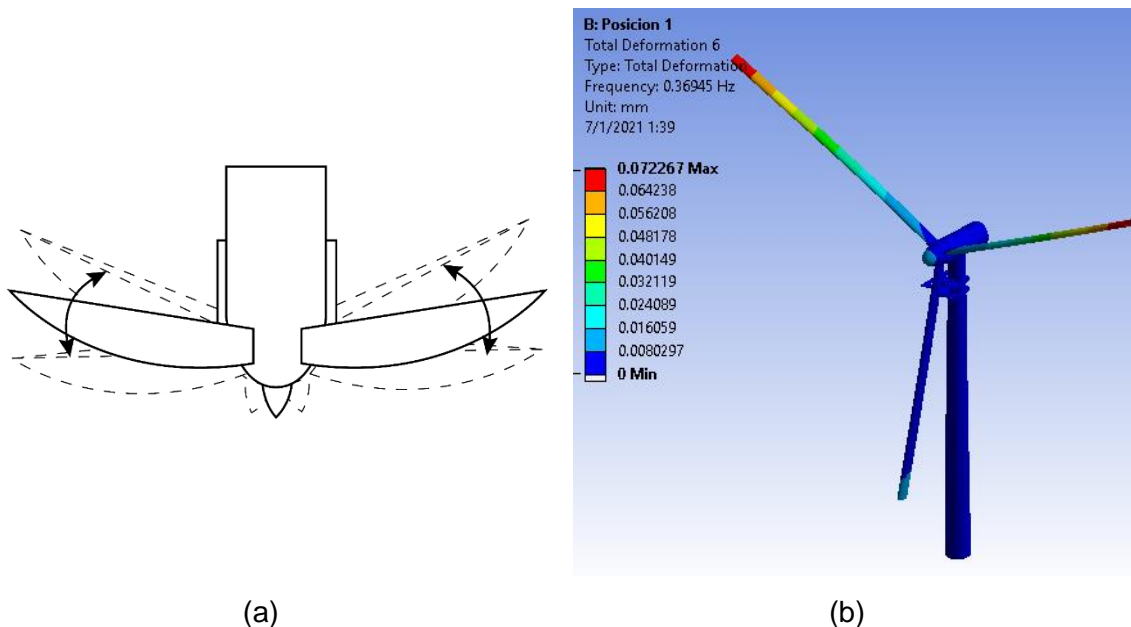 B: Posicion 1
Total Deformation 6
Type: Total Deformation
Frequency: 0.36945 Hz
Unit: mm
7/1/2021 1:39
0.072267 Max
0.064238
0.056208
0.048178
0.040149
0.032119
0.024089
0.016059
0.0080297
0 Min
(a)
(b)